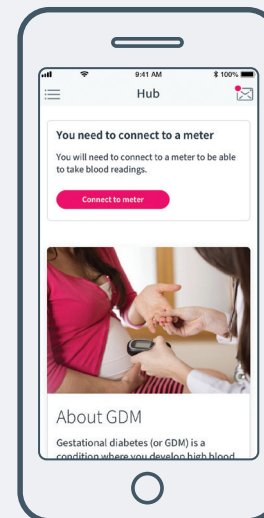 9:41 AM
100%
Hub
You need to connect to a meter
You will need to connect to a meter to be able
to take blood readings.
Connect to meter
About GDM
Gestational diabetes (or GDM) is a
condition where you develop high blood